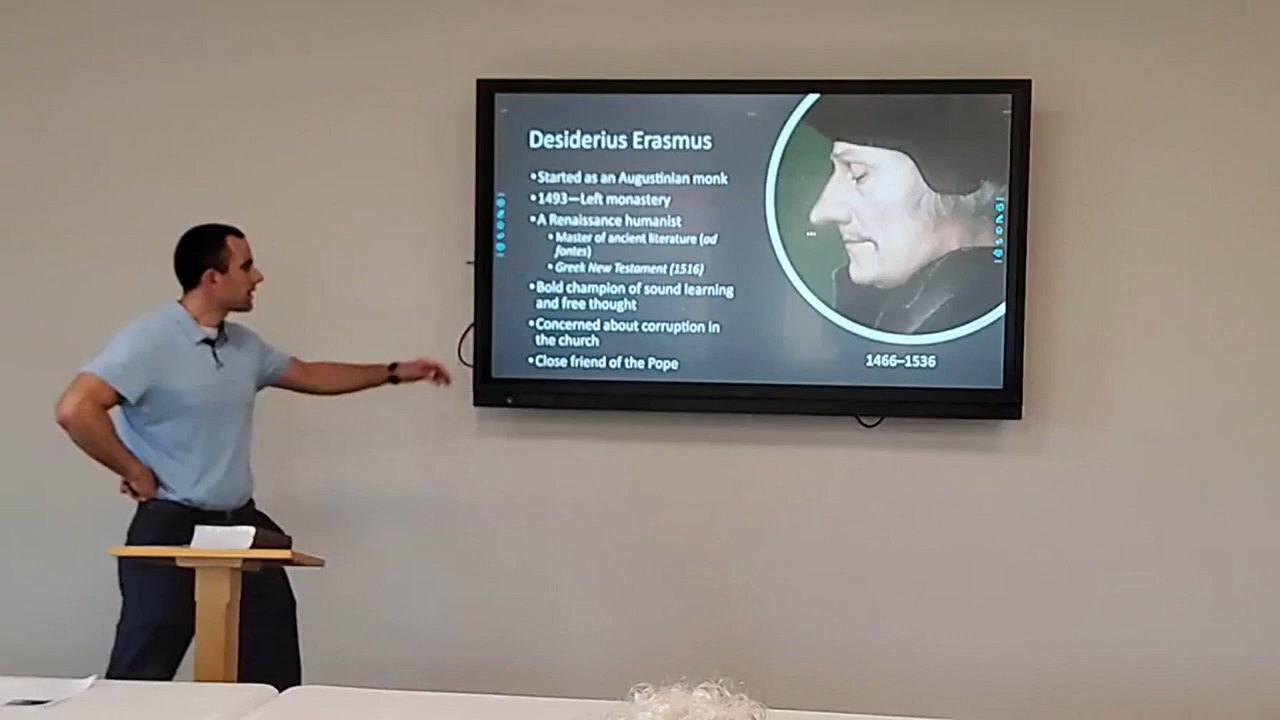 Desiderius Erasmus
•Started as an Augustinian monk
•1493—Left monastery
•A Renaissance humanist
•Master of ancient literature (ad
fontes)
•Greek New Testament (1516)
•Bold champion of sound learning
and free thought
•Concerned about corruption in
the church
•Close friend of the Pope
1466–1536